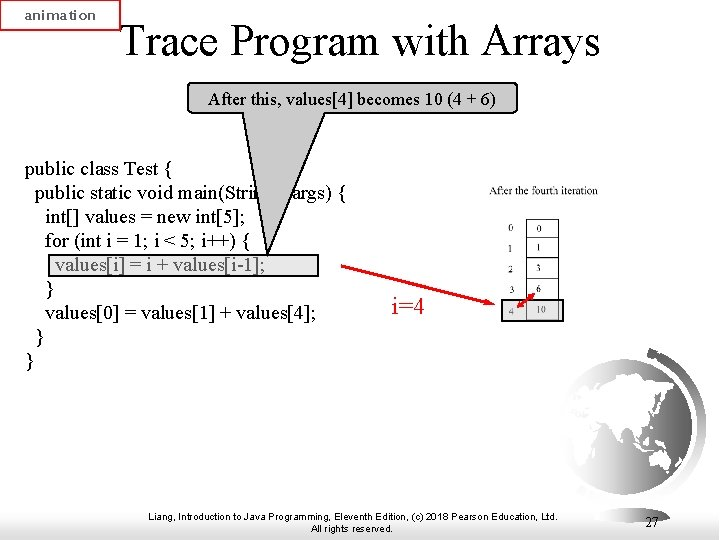 animation
Trace Program with Arrays
After this, values[4] becomes 10 (4 + 6)
public class Test {
public static void main(Stri args) {
int[] values = new int[5];
for (int i = 1; i < 5; i++) {
values[i] = i + values[i-1];
}
values[0] = values[1] + values[4];
}
}
After the fourth iteration
0 0
1 1
2 3
3 6
4 10
i=4
Liang, Introduction to Java Programming, Eleventh Edition, (c) 2018 Pearson Education, Ltd.
All rights reserved.
27